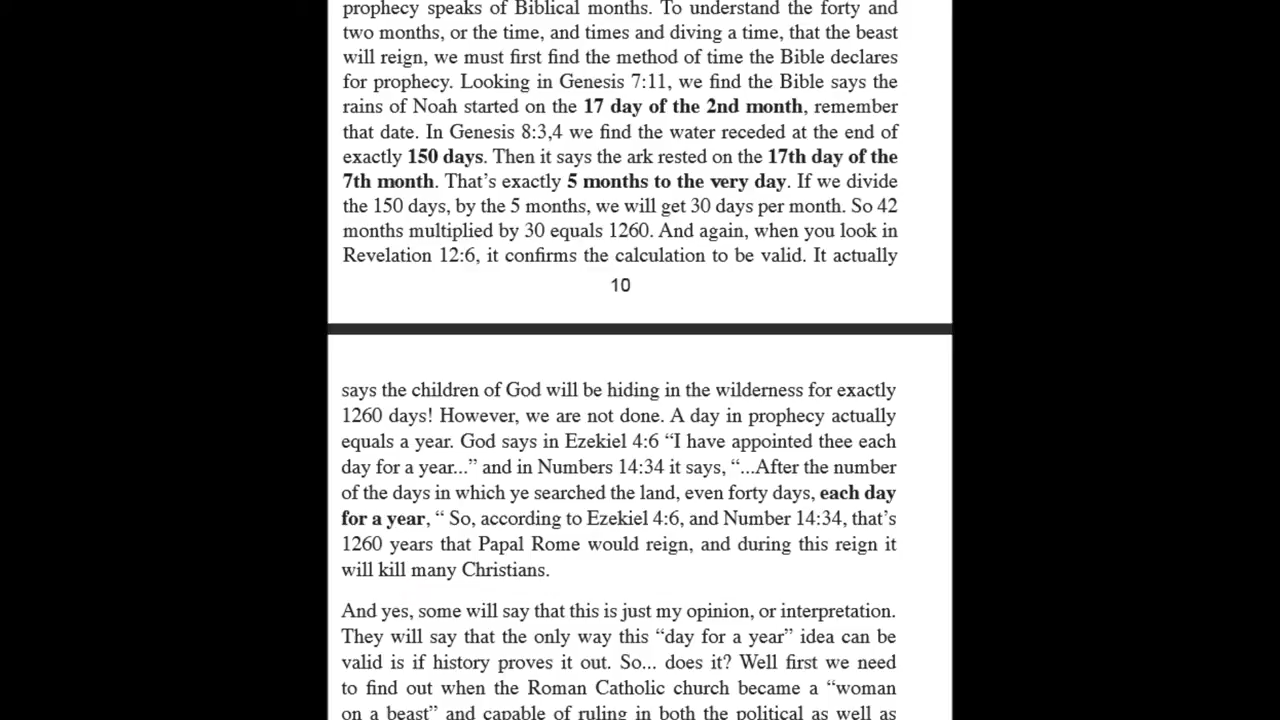 prophecy speaks of Biblical months. To understand the forty and
two months, or the time, and times and diving a time, that the beast
will reign, we must first find the method of time the Bible declares
for prophecy. Looking in Genesis 7:11, we find the Bible says the
rains of Noah started on the 17 day of the 2nd month, remember
that date. In Genesis 8:3,4 we find the water receded at the end of
exactly 150 days. Then it says the ark rested on the 17th day of the
7th month. That’s exactly 5 months to the very day. If we divide
the 150 days, by the 5 months, we will get 30 days per month. So 42
months multiplied by 30 equals 1260. And again, when you look in
Revelation 12:6, it confirms the calculation to be valid. It actually
10
says the children of God will be hiding in the wilderness for exactly
1260 days! However, we are not done. A day in prophecy actually
equals a year. God says in Ezekiel 4:6 “I have appointed thee each
day for a year...” and in Numbers 14:34 it says, “...After the number
of the days in which ye searched the land, even forty days, each day
for a year, “ So, according to Ezekiel 4:6, and Number 14:34, that’s
1260 years that Papal Rome would reign, and during this reign it
will kill many Christians.
And yes, some will say that this is just my opinion, or interpretation.
They will say that the only way this “day for a year” idea can be
valid is if history proves it out. So... does it? Well first we need
to find out when the Roman Catholic church became a “woman
on a beast” and capable of ruling in both the political as well as